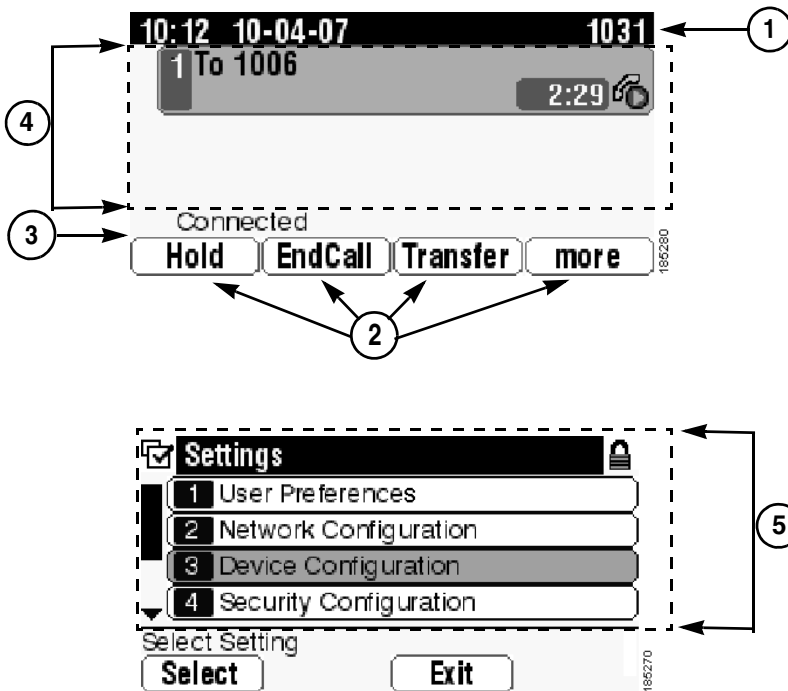 10:12 10-04-07 1031
1
1 To 1006
2:29
4
Connected
3
Hold EndCall Transfer more
185280
2
Settings
1 User Preferences
2 Network Configuration
5
3 Device Configuration
4 Security Configuration
Select Setting
Select Exit
185270